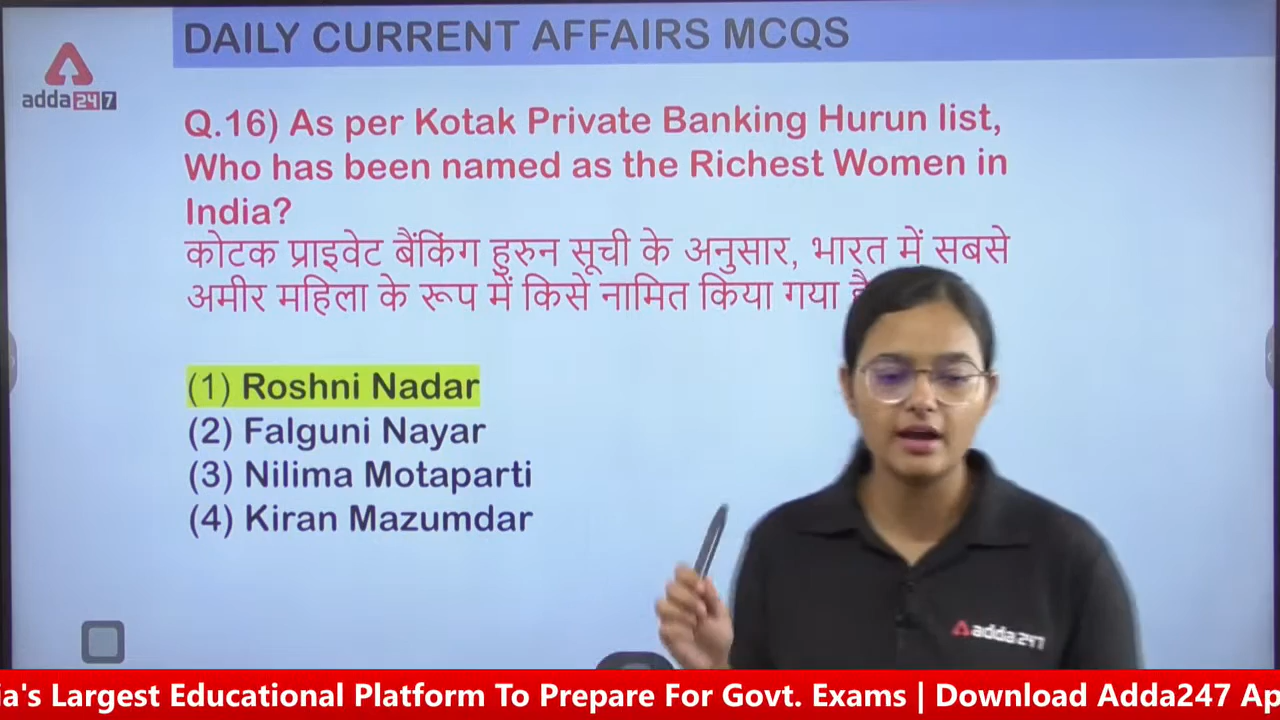 DAILY CURRENT AFFAIRS MCQS
adda247
Q.16) As per Kotak Private Banking Hurun list,
Who has been named as the Richest Women in
India?
कोटक प्राइवेट बैंकिंग हुरुन सूची के अनुसार, भारत में सबसे
अमीर महिला के रूप में किसे नामित किया गया
(1) Roshni Nadar
(2) Falguni Nayar
(3) Nilima Motaparti
(4) Kiran Mazumdar
adda247
ia's Largest Educational Platform To Prepare For Govt. Exams | Download Adda247 Ap